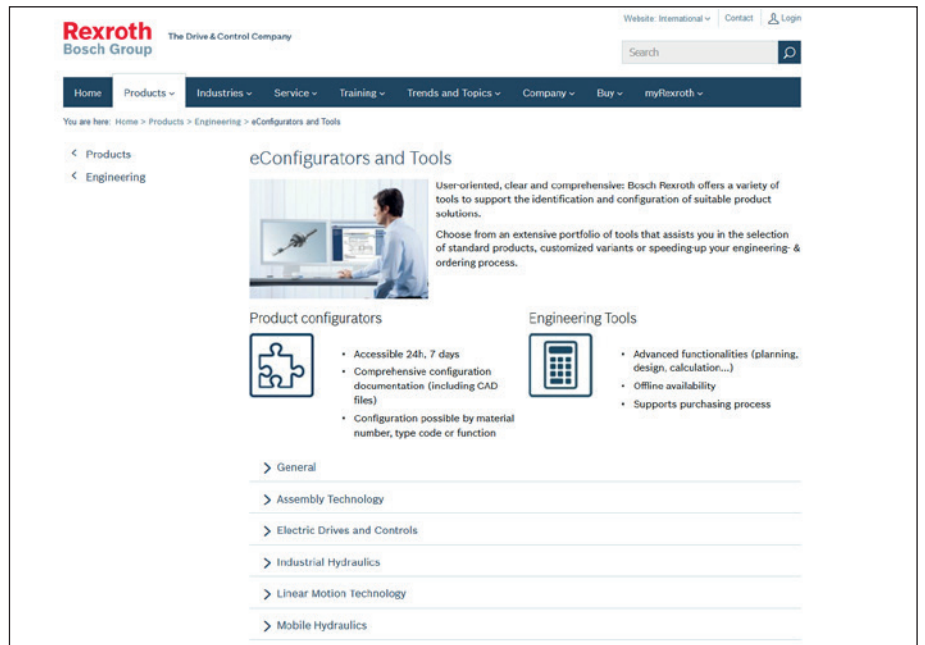 Rexroth
Bosch Group
The Drive & Control Company
Website: International
Contact
Login
Search
Home
Products
Industries
Service
Training
Trends and Topics
Company
Buy
myRexroth
You are here: Home > Products > Engineering > eConfigurators and Tools
< Products
< Engineering
eConfigurators and Tools
User-oriented, clear and comprehensive: Bosch Rexroth offers a variety of
tools to support the identification and configuration of suitable product
solutions.
Choose from an extensive portfolio of tools that assists you in the selection
of standard products, customized variants or speeding-up your engineering- &
ordering process.
Product configurators
• Accessible 24h, 7 days
• Comprehensive configuration
documentation (including CAD
files)
• Configuration possible by material
number, type code or function
Engineering Tools
• Advanced functionalities (planning,
design, calculation...)
• Offline availability
• Supports purchasing process
> General
> Assembly Technology
> Electric Drives and Controls
> Industrial Hydraulics
> Linear Motion Technology
> Mobile Hydraulics